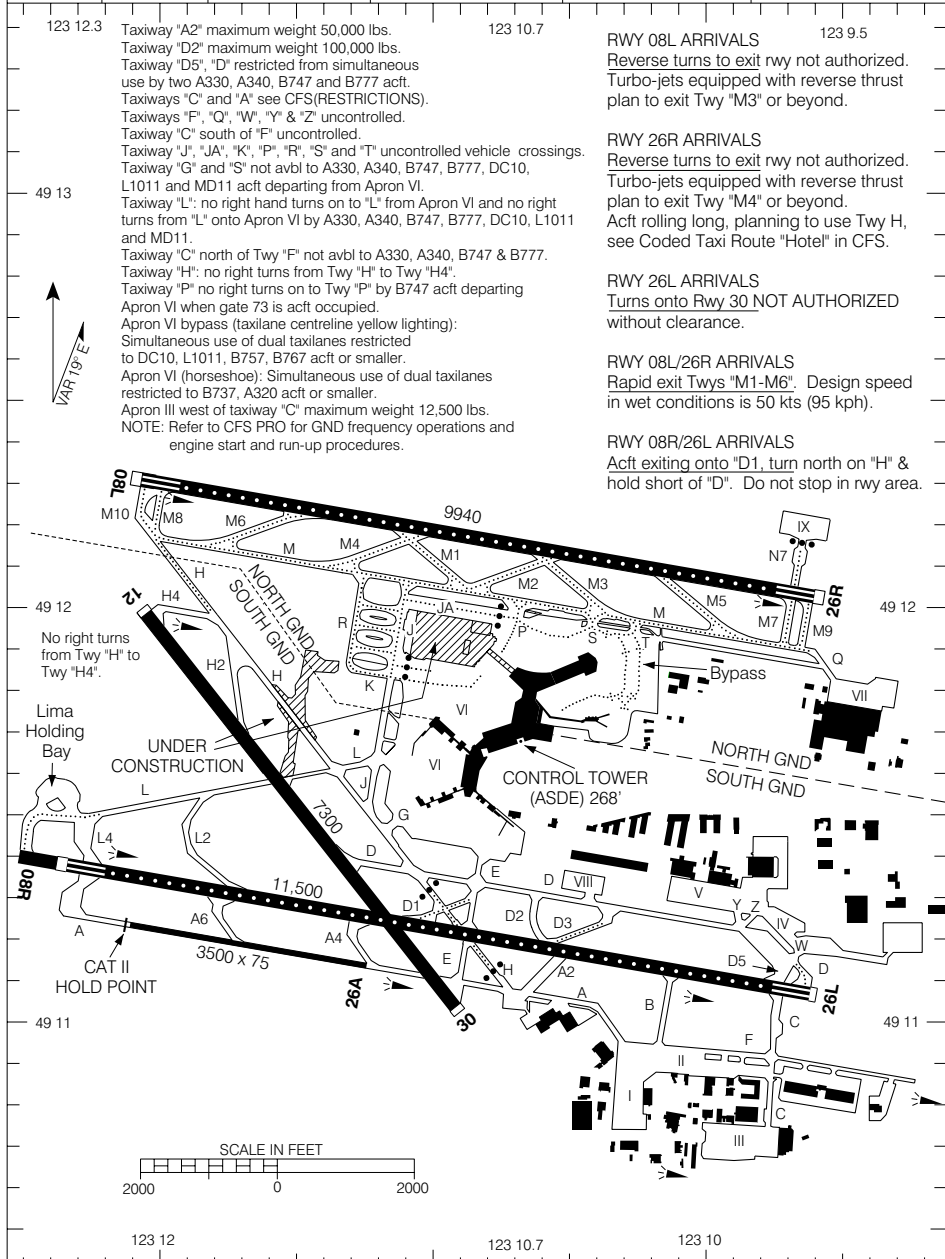 123 12.3
123 10.7
123 9.5
Taxiway "A2" maximum weight 50,000 lbs.
Taxiway "D2" maximum weight 100,000 lbs.
Taxiway "D5", "D" restricted from simultaneous
use by two A330, A340, B747 and B777 acft.
Taxiways "C" and "A" see CFS(RESTRICTIONS).
Taxiways "F", "Q", "W", "Y" & "Z" uncontrolled.
Taxiway "C" south of "F" uncontrolled.
Taxiway "J", "JA", "K", "P", "R", "S" and "T" uncontrolled vehicle crossings.
Taxiway "G" and "S" not avbl to A330, A340, B747, B777, DC10,
L1011 and MD11 acft departing from Apron VI.
Taxiway "L": no right hand turns on to "L" from Apron VI and no right
turns from "L" onto Apron VI by A330, A340, B747, B777, DC10, L1011
and MD11.
Taxiway "C" north of Twy "F" not avbl to A330, A340, B747 & B777.
Taxiway "H": no right turns from Twy "H" to Twy "H4".
Taxiway "P" no right turns on to Twy "P" by B747 acft departing
Apron VI when gate 73 is acft occupied.
Apron VI bypass (taxilane centreline yellow lighting):
Simultaneous use of dual taxilanes restricted
to DC10, L1011, B757, B767 acft or smaller.
Apron VI (horseshoe): Simultaneous use of dual taxilanes
restricted to B737, A320 acft or smaller.
Apron III west of taxiway "C" maximum weight 12,500 lbs.
NOTE: Refer to CFS PRO for GND frequency operations and
engine start and run-up procedures.
RWY 08L ARRIVALS
Reverse turns to exit rwy not authorized.
Turbo-jets equipped with reverse thrust
plan to exit Twy "M3" or beyond.
RWY 26R ARRIVALS
Reverse turns to exit rwy not authorized.
Turbo-jets equipped with reverse thrust
plan to exit Twy "M4" or beyond.
Acft rolling long, planning to use Twy H,
see Coded Taxi Route "Hotel" in CFS.
RWY 26L ARRIVALS
Turns onto Rwy 30 NOT AUTHORIZED
without clearance.
RWY 08L/26R ARRIVALS
Rapid exit Twys "M1-M6". Design speed
in wet conditions is 50 kts (95 kph).
RWY 08R/26L ARRIVALS
Acft exiting onto "D1, turn north on "H" &
hold short of "D". Do not stop in rwy area.
49 13
VAR 19° E
08L
M10
M8
M6
M
M4
M1
9940
M2
M3
M
M5
M7
M9
26R
N7
IX
49 12
49 12
12
H4
H
NORTH GND
SOUTH GND
R
J
JA
P
S
T
Q
VII
Bypass
No right turns
from Twy "H" to
Twy "H4".
H2
H
K
VI
VI
Lima
Holding
Bay
UNDER
CONSTRUCTION
L
L
J
G
CONTROL TOWER
(ASDE) 268'
NORTH GND
SOUTH GND
7300
L4
L2
D
08R
11,500
D1
E
D
VIII
V
D2
D3
Y
Z
IV
W
D
D5
A
A6
A4
E
H
A2
A
B
C
26L
CAT II
HOLD POINT
3500 x 75
26A
30
49 11
49 11
F
II
I
C
III
SCALE IN FEET
2000
0
2000
123 12
123 10.7
123 10